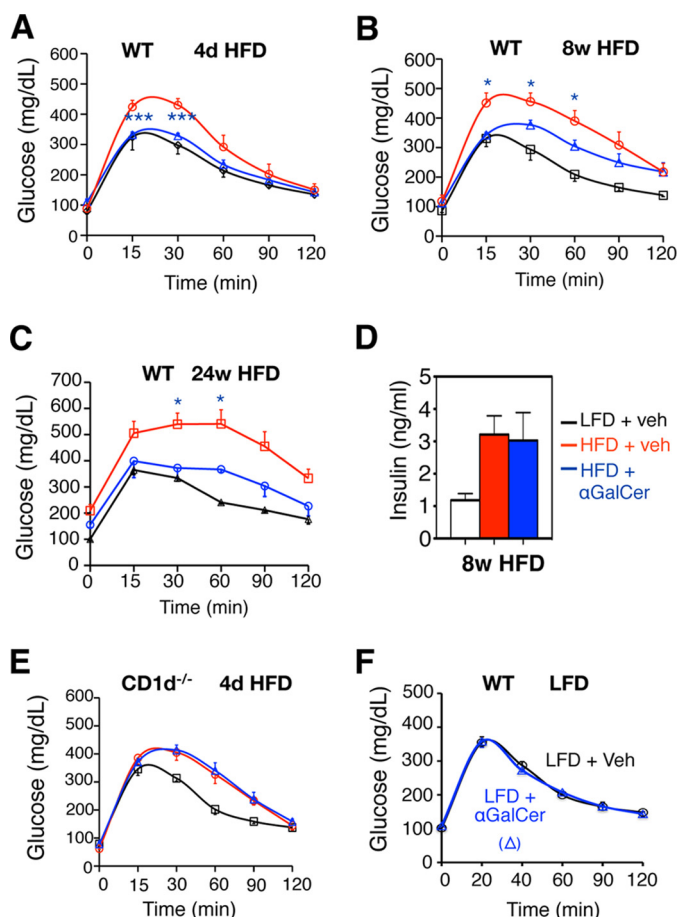 A
WT 4d HFD
Glucose (mg/dL)
600
500
400
300
200
100
0
*** ***
0 15 30 60 90 120
Time (min)
B
WT 8w HFD
Glucose (mg/dL)
600
500
400
300
200
100
0
* * *
0 15 30 60 90 120
Time (min)
C
WT 24w HFD
Glucose (mg/dL)
700
600
500
400
300
200
100
0
* *
0 15 30 60 90 120
Time (min)
D
Insulin (ng/ml)
5
4
3
2
1
0
8w HFD
LFD + veh
HFD + veh
HFD +
αGalCer
E
CD1d-/- 4d HFD
Glucose (mg/dL)
600
500
400
300
200
100
0
0 15 30 60 90 120
Time (min)
F
WT LFD
Glucose (mg/dL)
500
400
300
200
100
0
LFD + Veh
LFD +
αGalCer
(Δ)
0 20 40 60 90 120
Time (min)